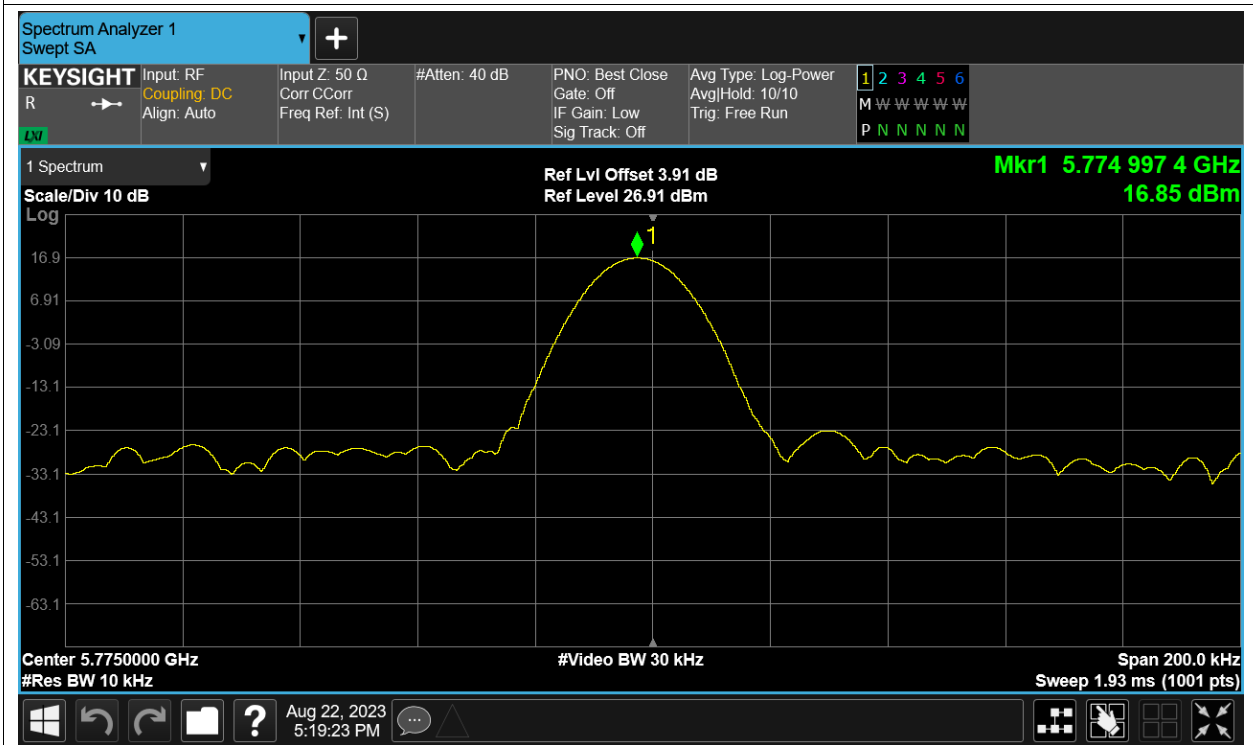 Spectrum Analyzer 1
Swept SA
KEYSIGHT
R
LXI
Input: RF
Coupling: DC
Align: Auto
Input Z: 50 Ω
Corr CCorr
Freq Ref: Int (S)
#Atten: 40 dB
PNO: Best Close
Gate: Off
IF Gain: Low
Sig Track: Off
Avg Type: Log-Power
Avg|Hold: 10/10
Trig: Free Run
1 2 3 4 5 6
M W W W W W
P N N N N N
1 Spectrum
Scale/Div 10 dB
Log
Ref Lvl Offset 3.91 dB
Ref Level 26.91 dBm
Mkr1 5.774 997 4 GHz
16.85 dBm
1
16.9
6.91
-3.09
-13.1
-23.1
-33.1
-43.1
-53.1
-63.1
Center 5.7750000 GHz
#Res BW 10 kHz
#Video BW 30 kHz
Span 200.0 kHz
Sweep 1.93 ms (1001 pts)
?
Aug 22, 2023
5:19:23 PM